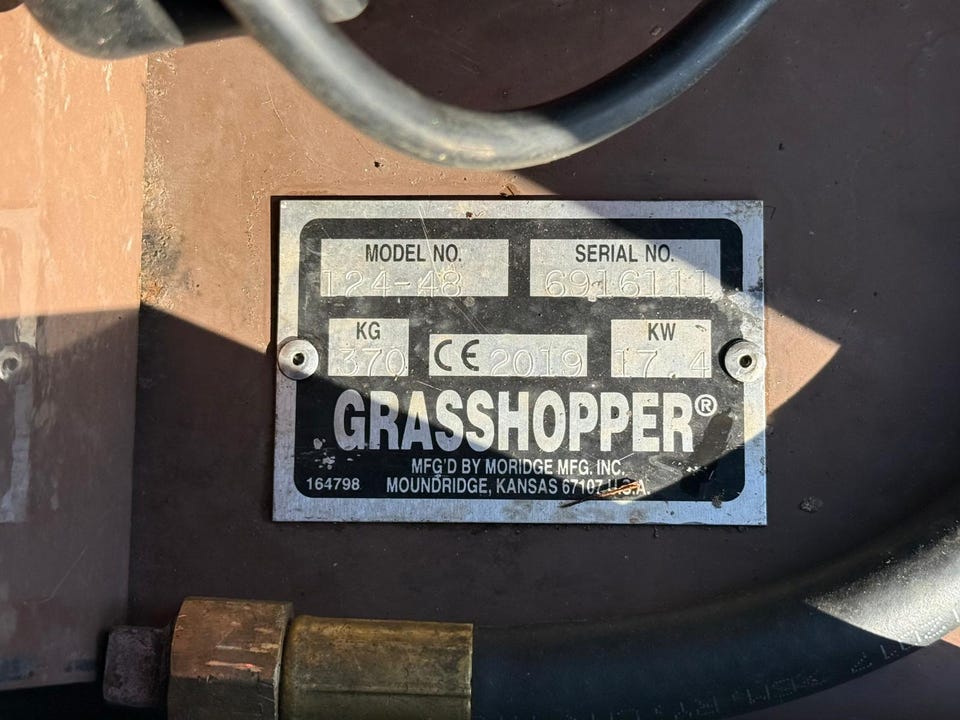 MODEL NO. SERIAL NO.
124-48 6916111
KG KW
370 CE 2019 17.4
GRASSHOPPER®
MFG'D BY MORIDGE MFG. INC.
164798 MOUNDRIDGE, KANSAS 67107 U.S.A.